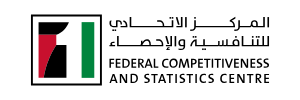 المركز الاتحادي
للتنافسية والإحصاء
FEDERAL COMPETITIVENESS
AND STATISTICS CENTRE